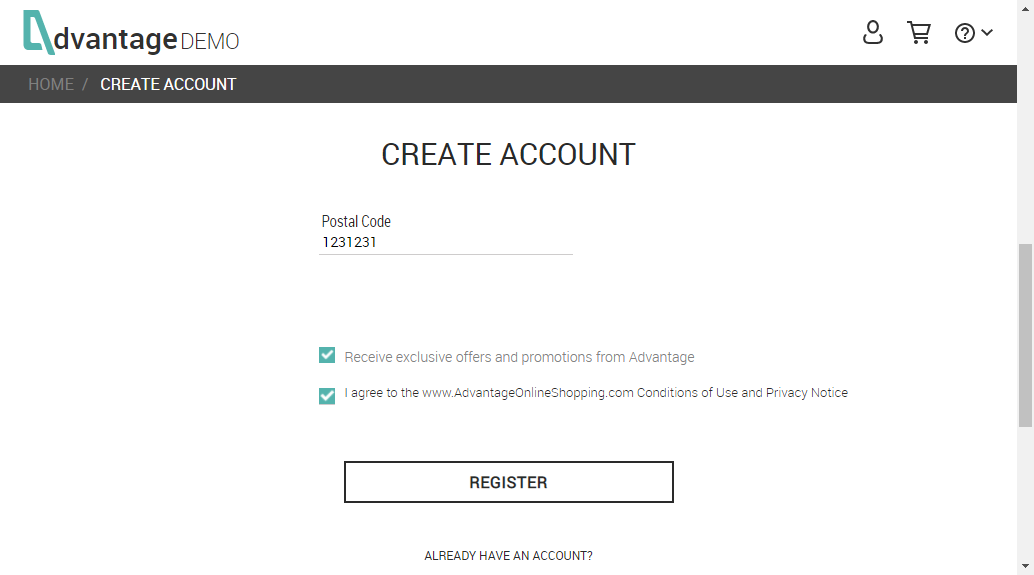 dvantage DEMO
HOME / CREATE ACCOUNT
CREATE ACCOUNT
Postal Code
1231231
Receive exclusive offers and promotions from Advantage
I agree to the www.AdvantageOnlineShopping.com Conditions of Use and Privacy Notice
REGISTER
ALREADY HAVE AN ACCOUNT?